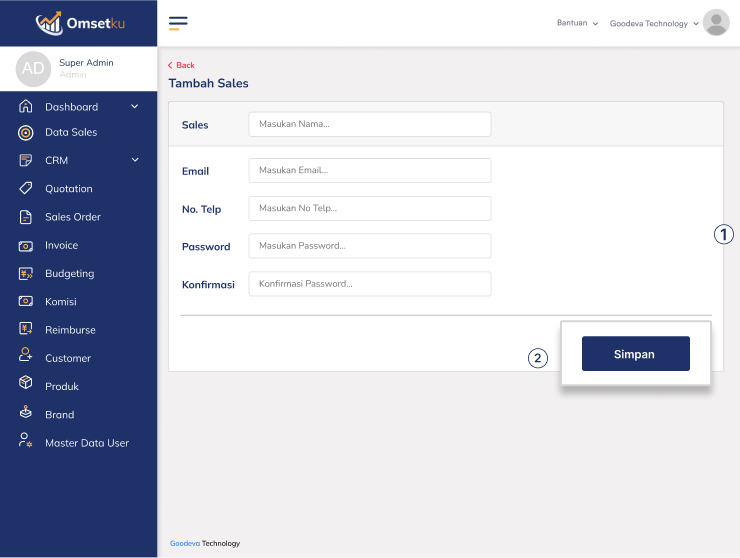 Omsetku
Bantuan
Goodeva Technology
AD
Super Admin
Admin
Back
Tambah Sales
Dashboard
Data Sales
CRM
Quotation
Sales Order
Invoice
Budgeting
Komisi
Reimburse
Customer
Produk
Brand
Master Data User
Sales
Masukan Nama...
Email
Masukan Email...
No. Telp
Masukan No Telp...
Password
Masukan Password...
Konfirmasi
Konfirmasi Password...
1
2
Simpan
Goodeva Technology